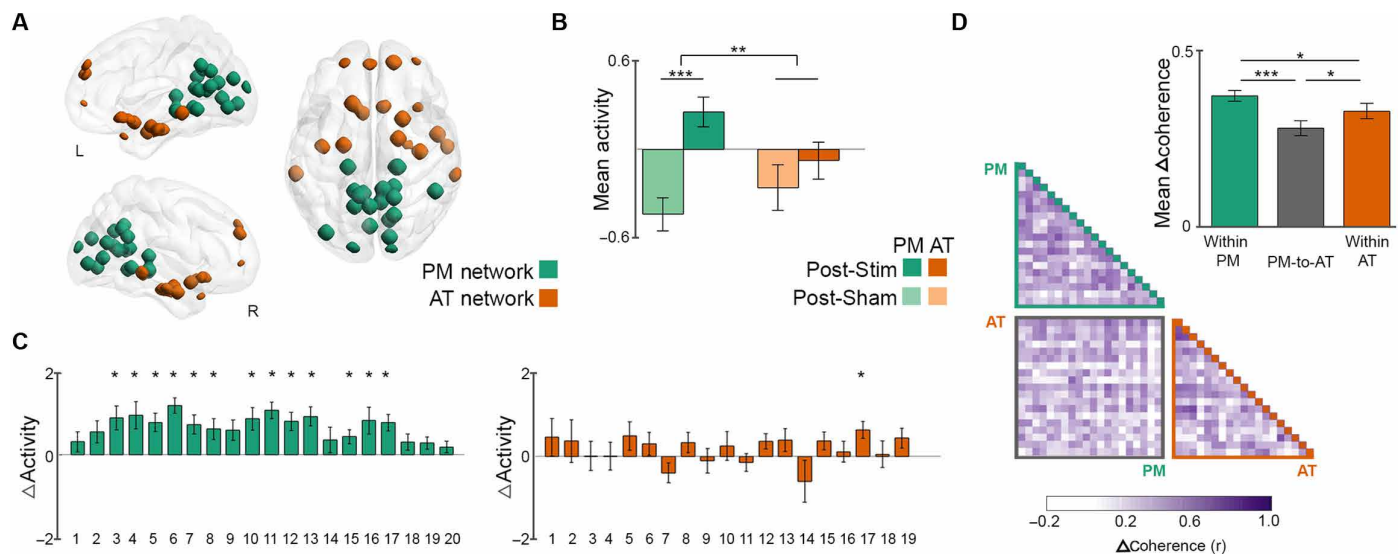 A
L
R
PM network
AT network
B
0.6
Mean activity
−0.6
**
***
PM AT
Post-Stim
Post-Sham
C
2
△Activity
0
−2
* * * * * * * * * * * * *
1 2 3 4 5 6 7 8 9 10 11 12 13 14 15 16 17 18 19 20
2
△Activity
0
−2
*
1 2 3 4 5 6 7 8 9 10 11 12 13 14 15 16 17 18 19
D
0.5
Mean Δcoherence
0
*
*** *
Within
PM
PM-to-AT
Within
AT
PM
AT
PM
AT
−0.2 0.2 0.6 1.0
ΔCoherence (r)